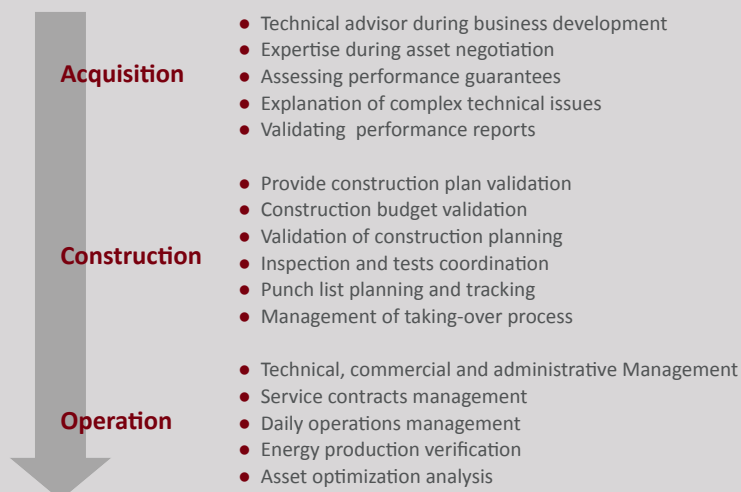 Acquisition
● Technical advisor during business development
● Expertise during asset negotiation
● Assessing performance guarantees
● Explanation of complex technical issues
● Validating performance reports
Construction
● Provide construction plan validation
● Construction budget validation
● Validation of construction planning
● Inspection and tests coordination
● Punch list planning and tracking
● Management of taking-over process
Operation
● Technical, commercial and administrative Management
● Service contracts management
● Daily operations management
● Energy production verification
● Asset optimization analysis